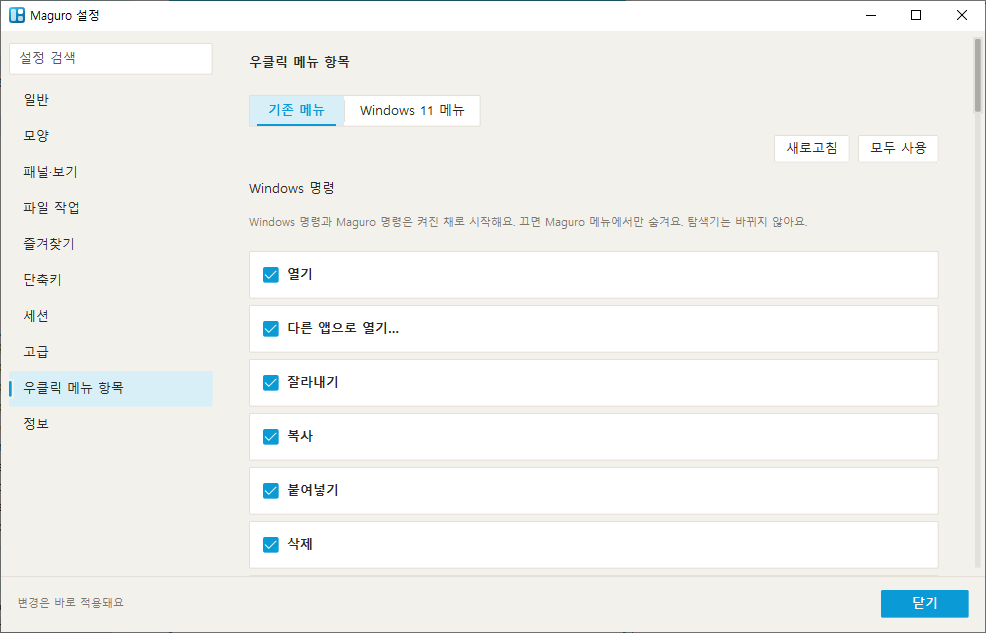 Maguro 설정
설정 검색
일반
모양
패널·보기
파일 작업
즐겨찾기
단축키
세션
고급
우클릭 메뉴 항목
정보
우클릭 메뉴 항목
기존 메뉴
Windows 11 메뉴
새로고침
모두 사용
Windows 명령
Windows 명령과 Maguro 명령은 켜진 채로 시작해요. 끄면 Maguro 메뉴에서만 숨겨요. 탐색기는 바뀌지 않아요.
열기
다른 앱으로 열기...
잘라내기
복사
붙여넣기
삭제
변경은 바로 적용돼요
닫기